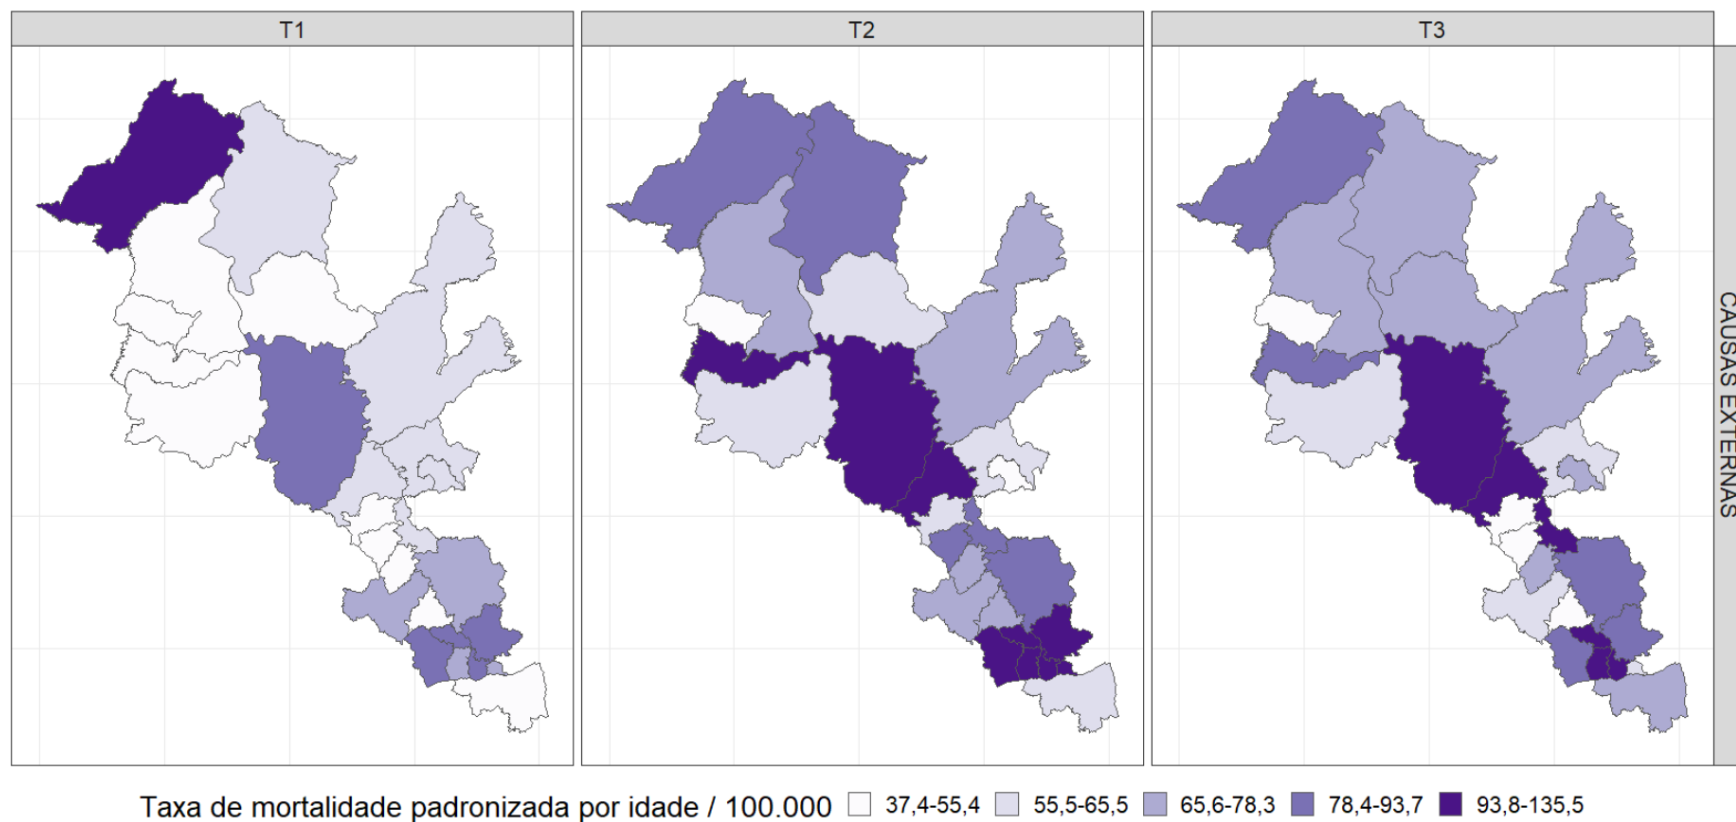 T1
T2
T3
CAUSAS EXTERNAS
Taxa de mortalidade padronizada por idade / 100.000 37,4-55,4 55,5-65,5 65,6-78,3 78,4-93,7 93,8-135,5